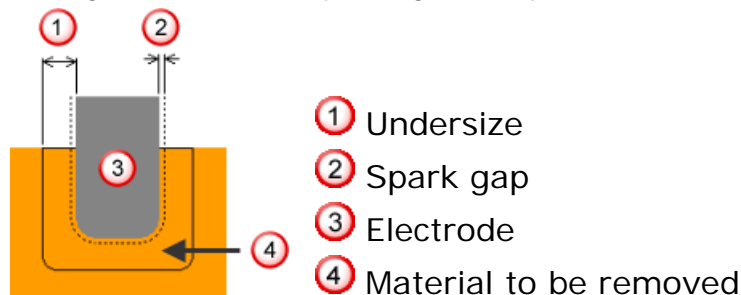 1
2
3
4
1 Undersize
2 Spark gap
3 Electrode
4 Material to be removed